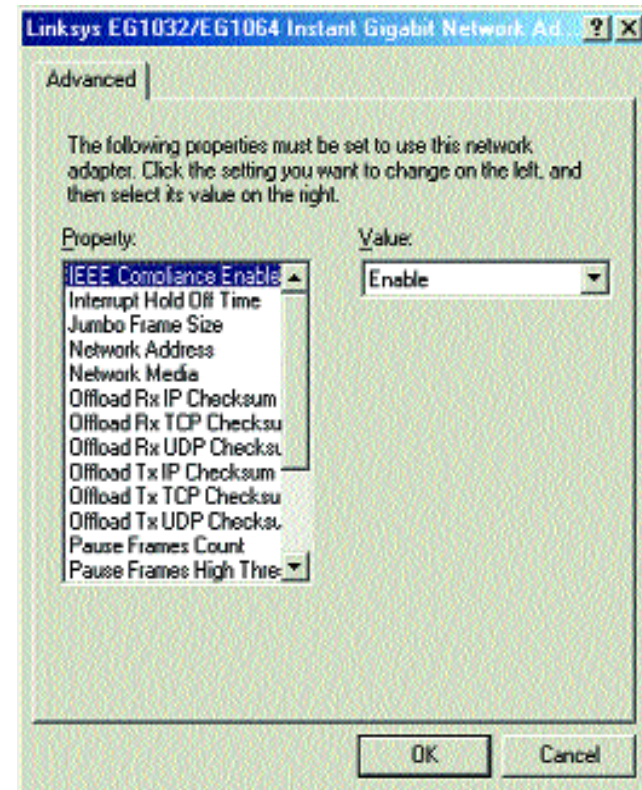 Linksys EG1032/EG1064 Instant Gigabit Network Ad... ? X
Advanced
The following properties must be set to use this network
adapter. Click the setting you want to change on the left, and
then select its value on the right.
Property:
IEEE Compliance Enable
Interrupt Hold Off Time
Jumbo Frame Size
Network Address
Network Media
Offload Rx IP Checksum
Offload Rx TCP Checksu
Offload Rx UDP Checksu
Offload Tx IP Checksum
Offload Tx TCP Checksu
Offload Tx UDP Checksu
Pause Frames Count
Pause Frames High Thre
Value:
Enable
OK
Cancel